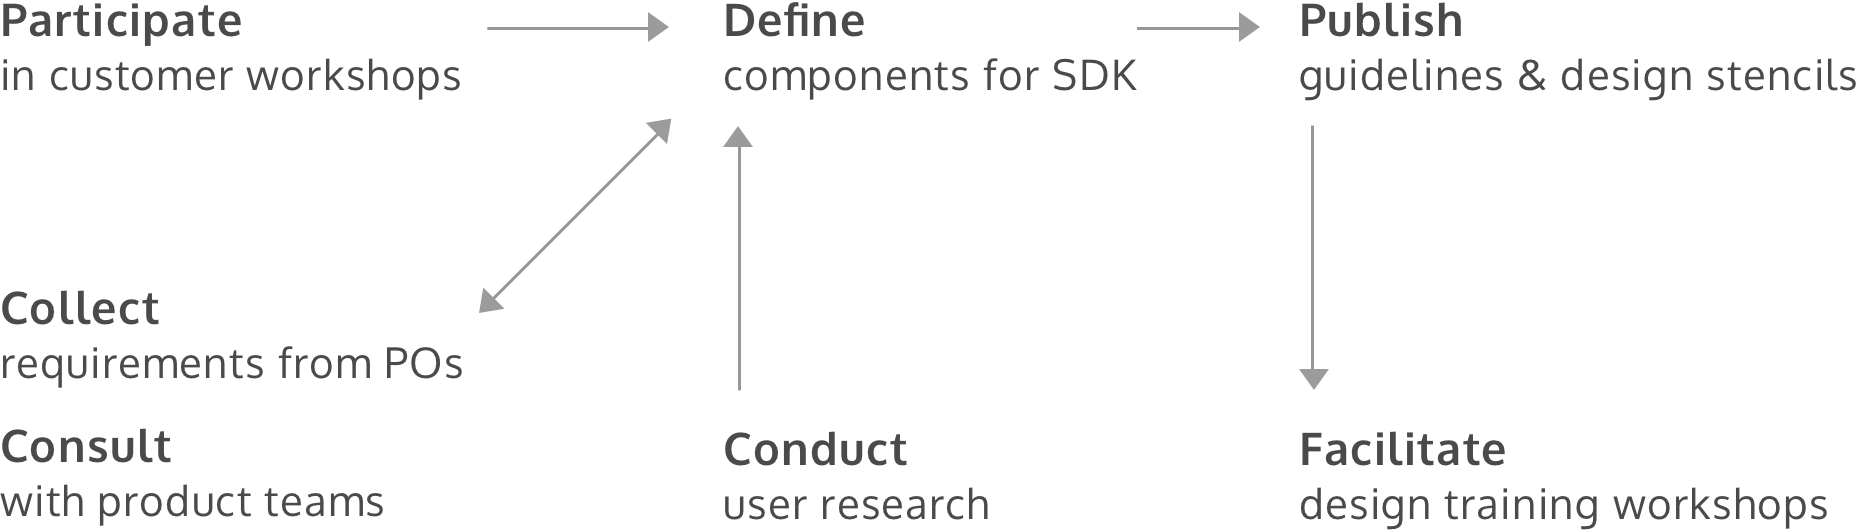 Participate
in customer workshops
Define
components for SDK
Publish
guidelines & design stencils
Collect
requirements from POs
Consult
with product teams
Conduct
user research
Facilitate
design training workshops